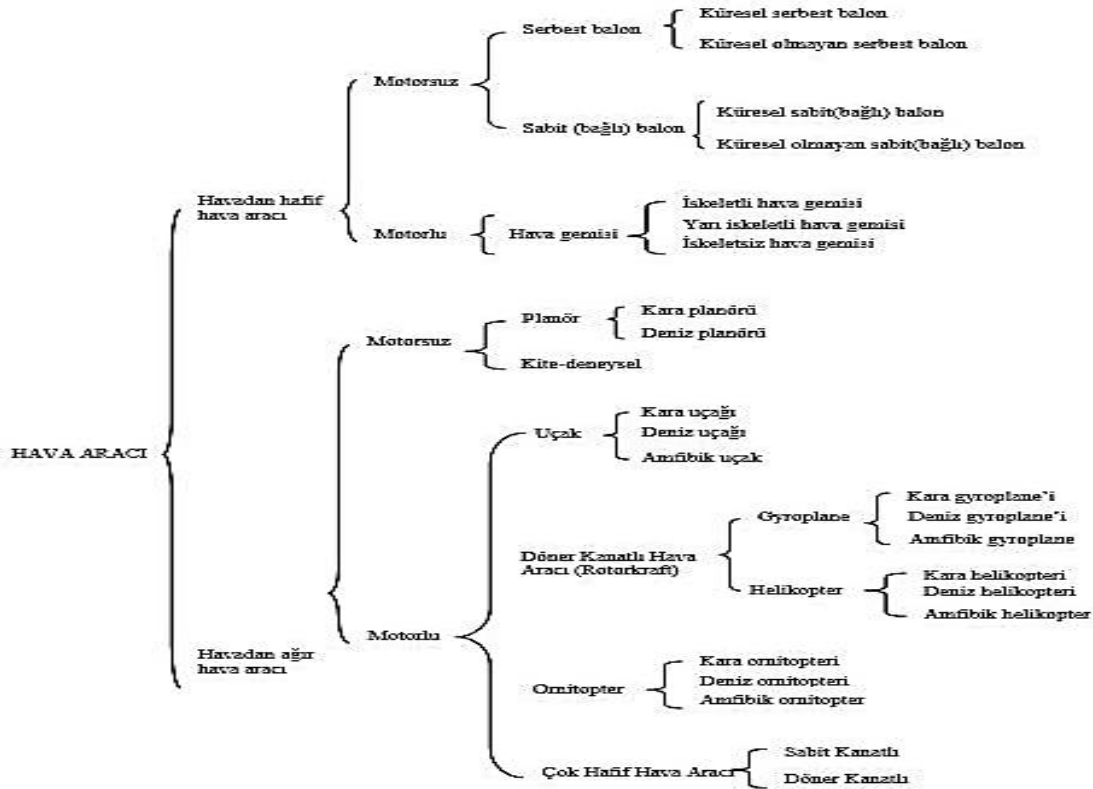 Küresel serbest balon
Serbest balon
Küresel olmayan serbest balon
Motorsuz
Küresel sabit(bağlı) balon
Sabit (bağlı) balon
Küresel olmayan sabit(bağlı) balon
Havadan hafif
hava aracı
İskeletli hava gemisi
Motorlu
Hava gemisi
Yarı iskeletli hava gemisi
İskeletsiz hava gemisi
Kara planörü
Planör
Deniz planörü
Motorsuz
Kite-deneysel
Kara uçağı
Uçak
Deniz uçağı
Amfibik uçak
HAVA ARACI
Kara gyroplane'i
Gyroplane
Deniz gyroplane'i
Amfibik gyroplane
Döner Kanatlı Hava
Aracı (Rotorkraft)
Kara helikopteri
Helikopter
Deniz helikopteri
Amfibik helikopter
Motorlu
Havadan ağır
hava aracı
Kara ornitopteri
Ornitopter
Deniz ornitopteri
Amfibik ornitopter
Sabit Kanatlı
Çok Hafif Hava Aracı
Döner Kanatlı